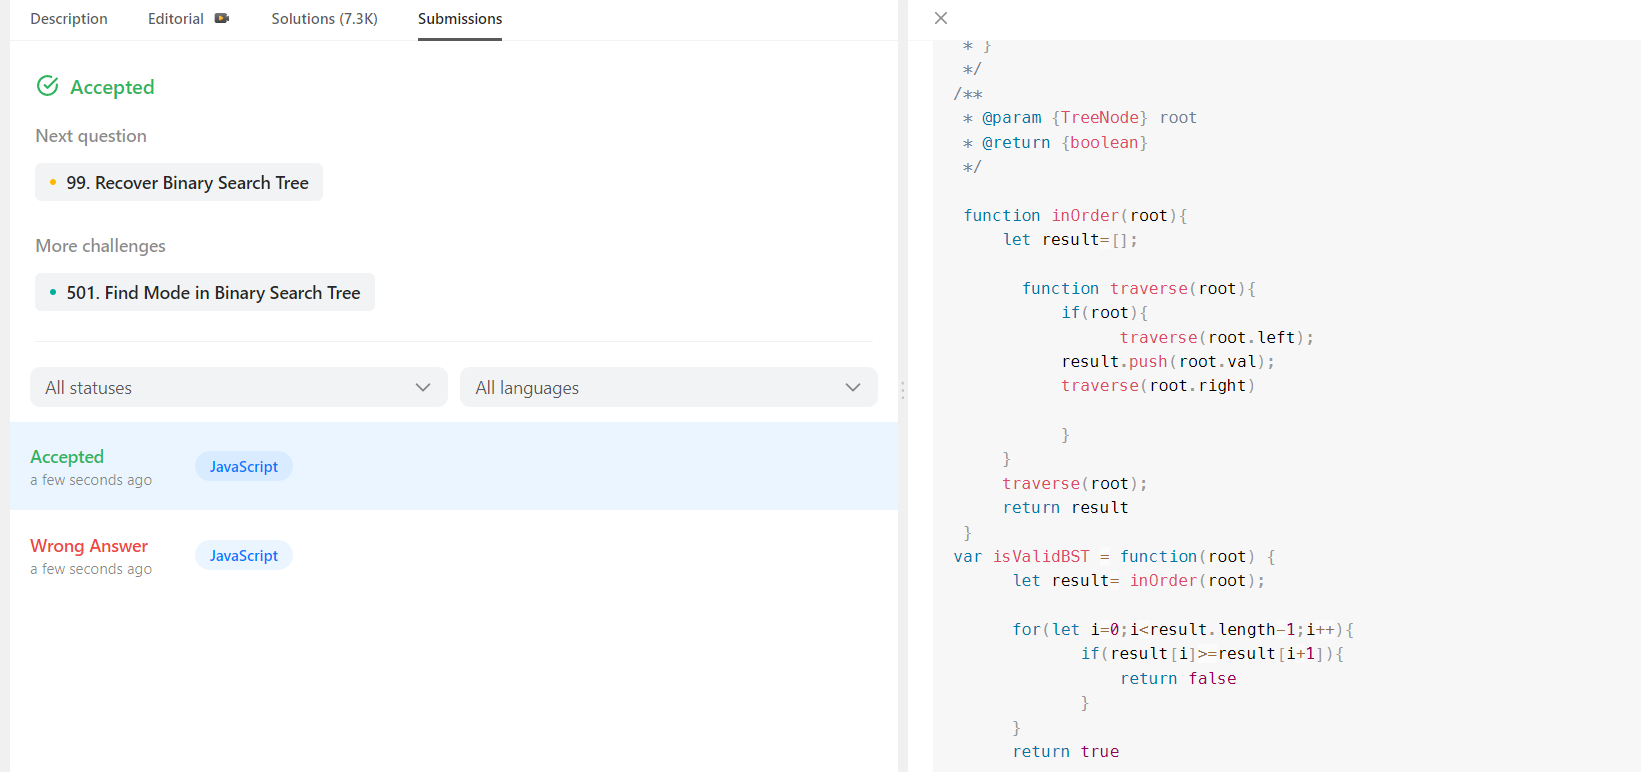 Description Editorial Solutions (7.3K) Submissions
Accepted
Next question
99. Recover Binary Search Tree
More challenges
501. Find Mode in Binary Search Tree
All statuses All languages
Accepted JavaScript
a few seconds ago
Wrong Answer JavaScript
a few seconds ago
 * }
 */
/**
 * @param {TreeNode} root
 * @return {boolean}
 */
 function inOrder(root){
     let result=[];
       function traverse(root){
           if(root){
                 traverse(root.left);
           result.push(root.val);
           traverse(root.right)
           }
     }
     traverse(root);
     return result
 }
var isValidBST = function(root) {
      let result= inOrder(root);
      for(let i=0;i<result.length-1;i++){
             if(result[i]>=result[i+1]){
                 return false
             }
      }
      return true